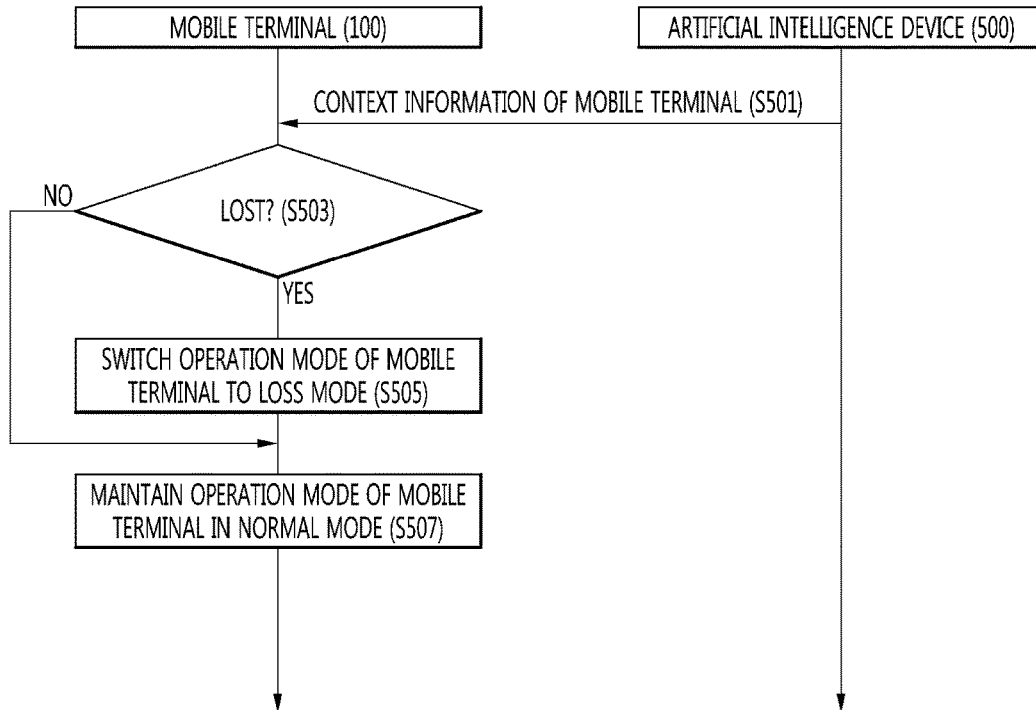 MOBILE TERMINAL (100)
ARTIFICIAL INTELLIGENCE DEVICE (500)
CONTEXT INFORMATION OF MOBILE TERMINAL (S501)
NO
LOST? (S503)
YES
SWITCH OPERATION MODE OF MOBILE
TERMINAL TO LOSS MODE (S505)
MAINTAIN OPERATION MODE OF MOBILE
TERMINAL IN NORMAL MODE (S507)